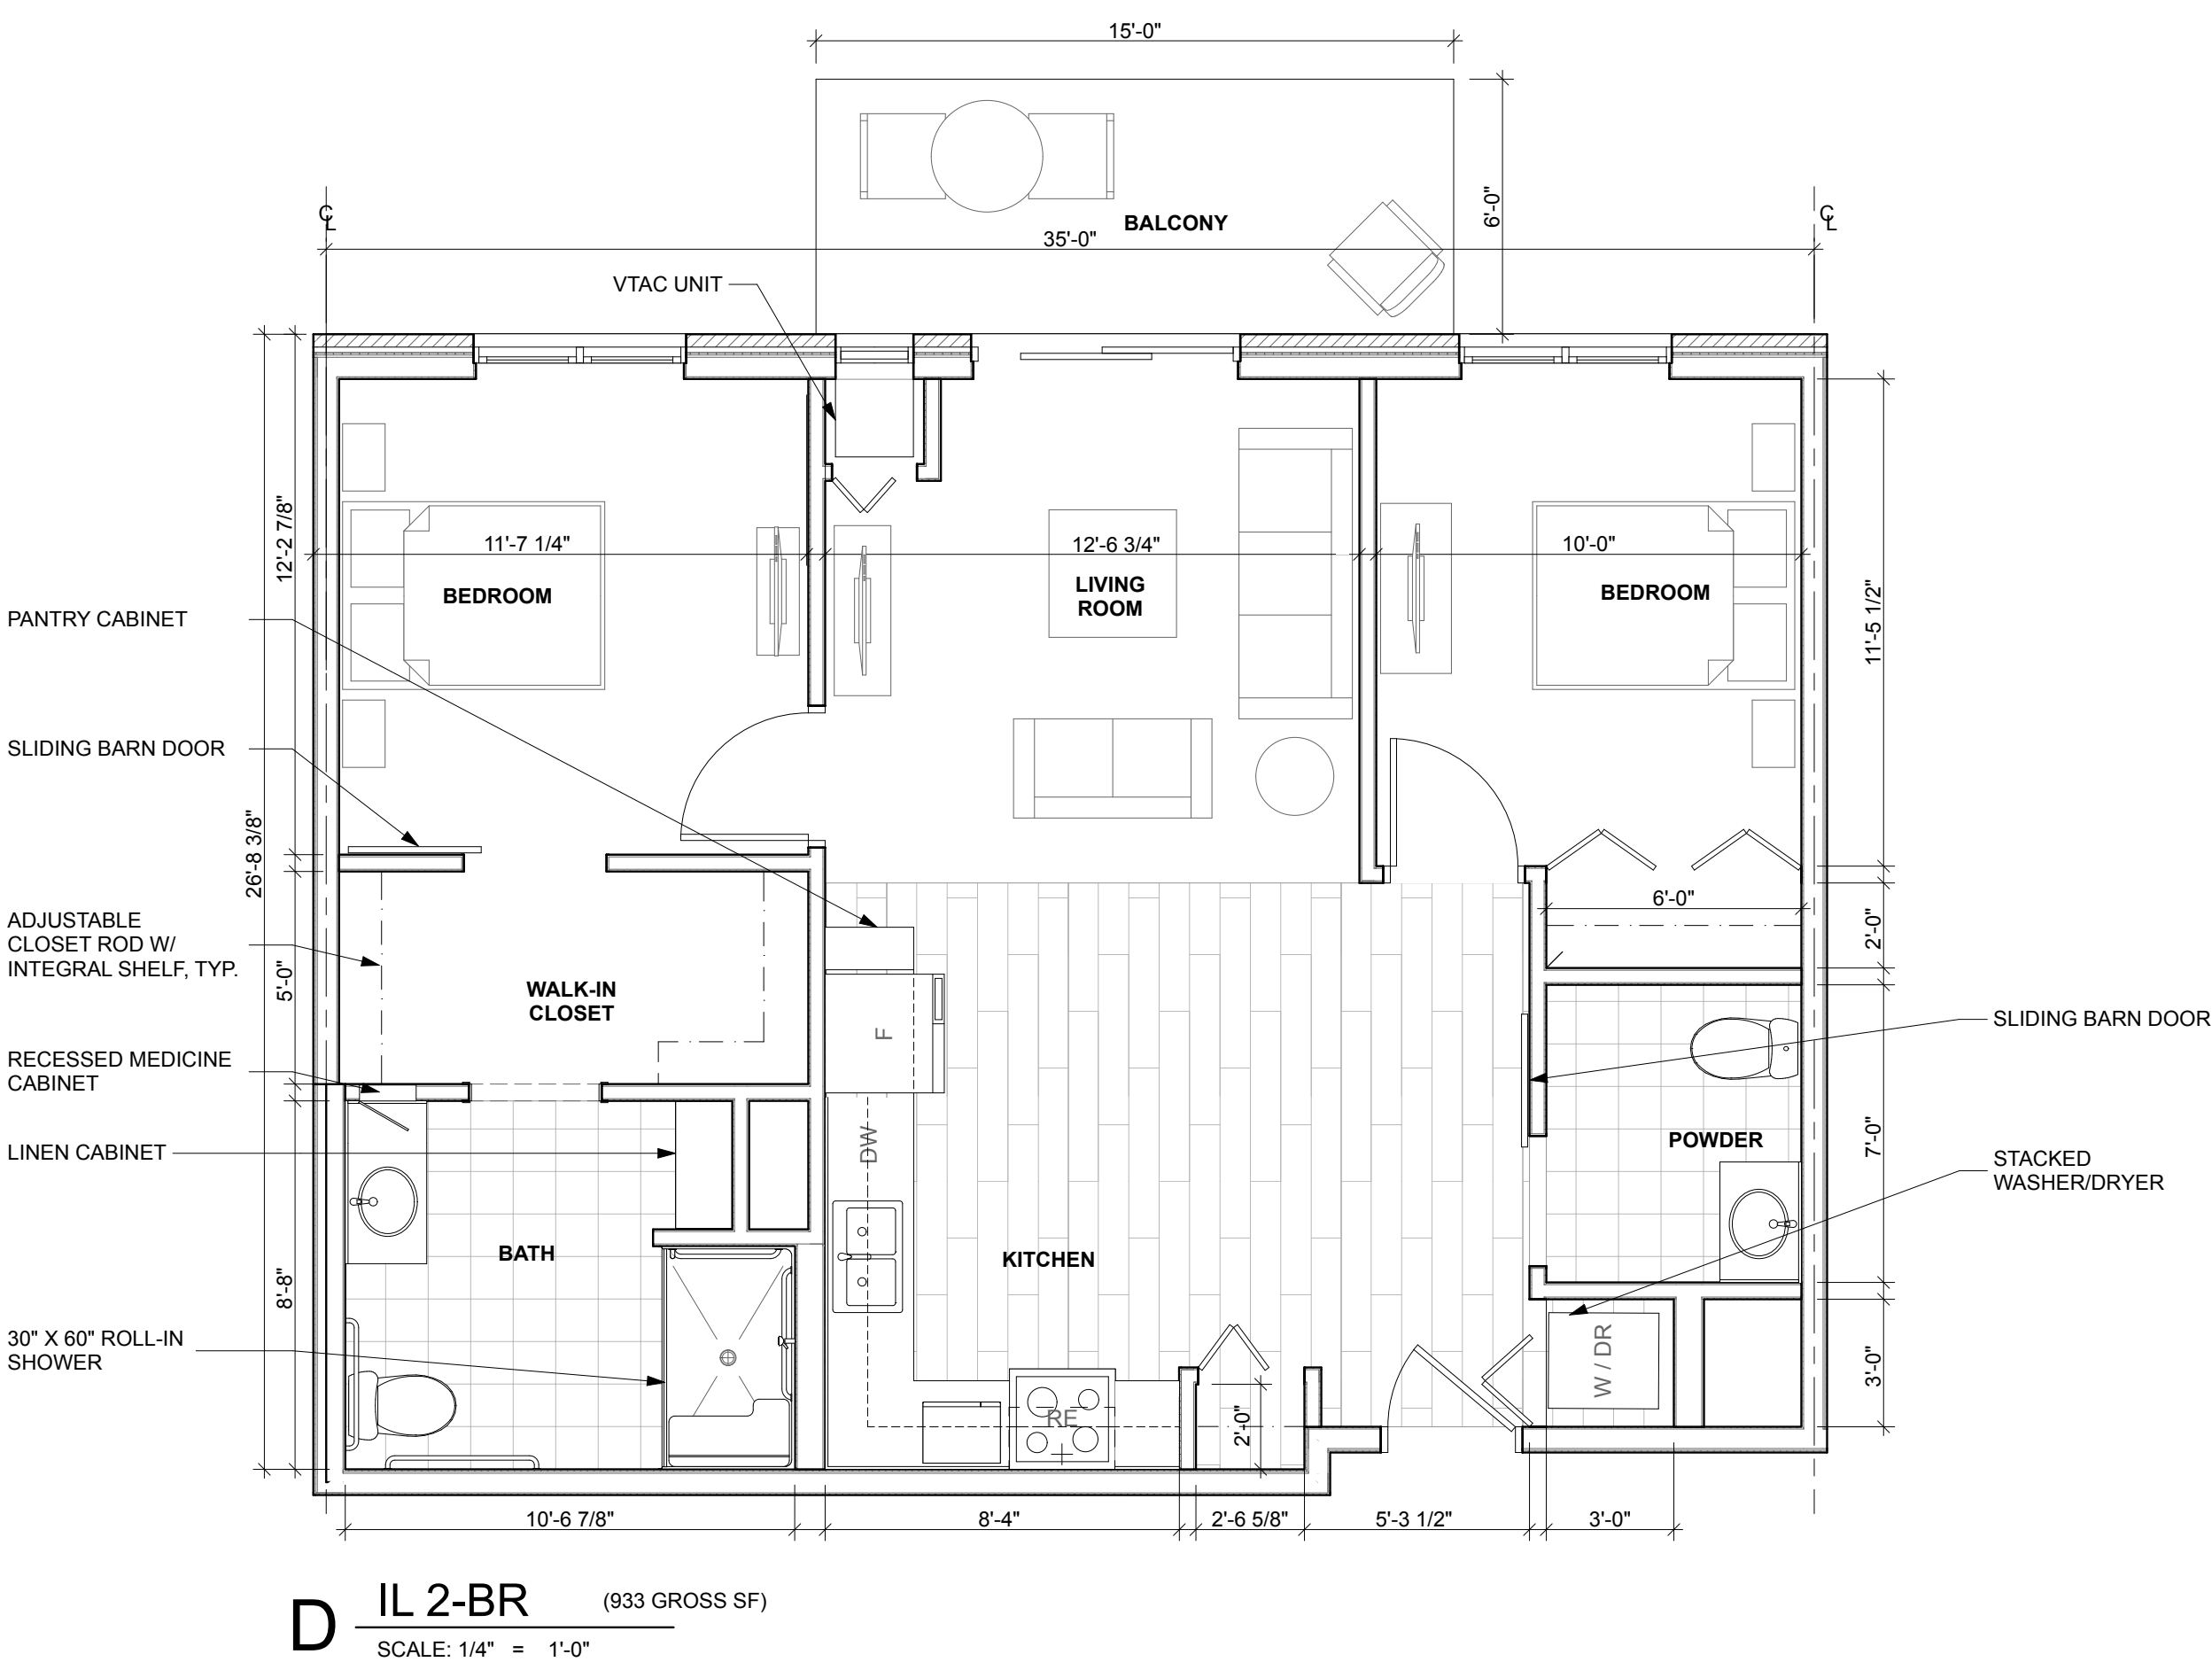 15'-0"
6'-0"
BALCONY
℄
35'-0"
℄
VTAC UNIT
12'-2 7/8"
11'-7 1/4"
BEDROOM
12'-6 3/4"
LIVING
ROOM
10'-0"
BEDROOM
11'-5 1/2"
PANTRY CABINET
SLIDING BARN DOOR
26'-8 3/8"
ADJUSTABLE
CLOSET ROD W/
INTEGRAL SHELF, TYP.
5'-0"
WALK-IN
CLOSET
6'-0"
2'-0"
F
SLIDING BARN DOOR
RECESSED MEDICINE
CABINET
LINEN CABINET
DW
POWDER
7'-0"
STACKED
WASHER/DRYER
BATH
KITCHEN
8'-8"
30" X 60" ROLL-IN
SHOWER
W / DR
3'-0"
RE
2'-0"
10'-6 7/8"
8'-4"
2'-6 5/8"
5'-3 1/2"
3'-0"
D
IL 2-BR
(933 GROSS SF)
SCALE: 1/4" = 1'-0"